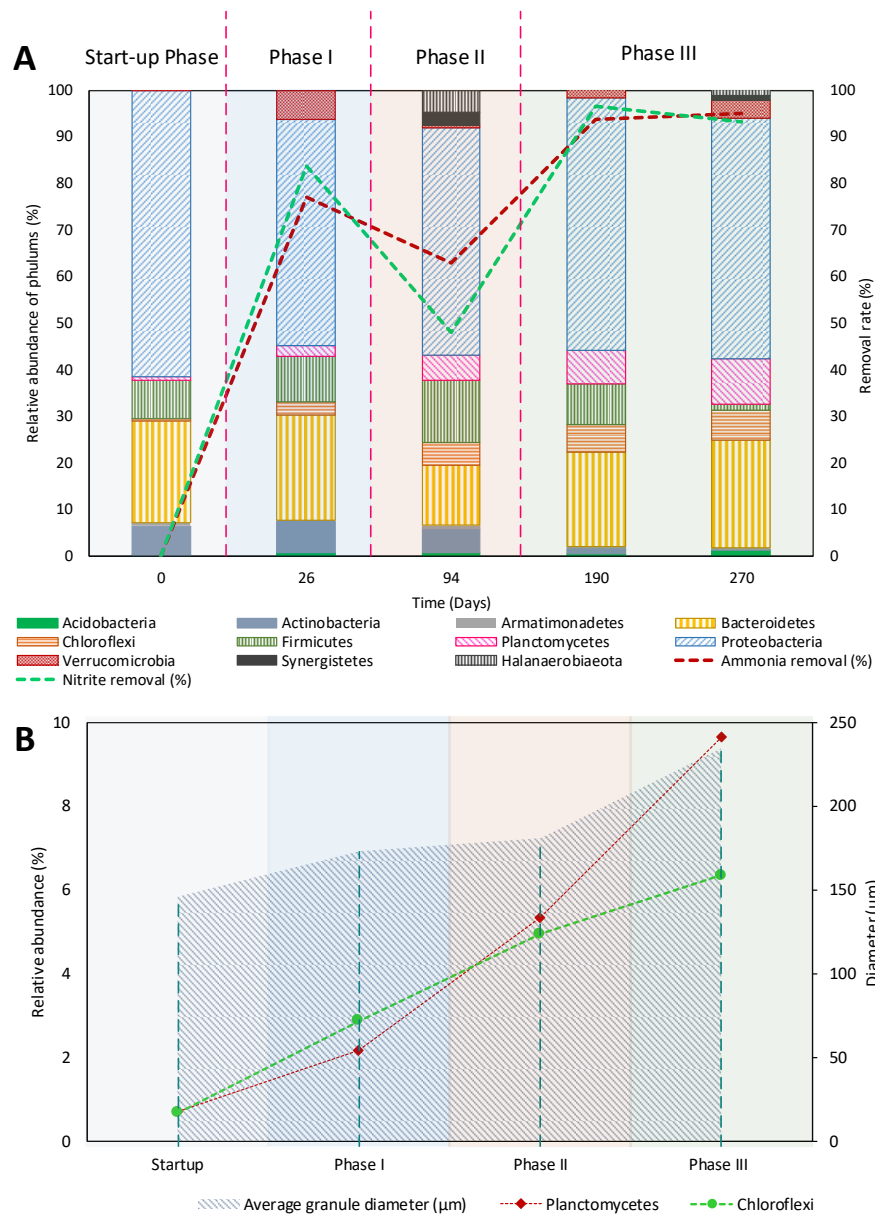 A
Start-up Phase Phase I Phase II Phase III
100 100
90 90
80 80
70 70
60 60
50 50
40 40
30 30
20 20
10 10
0 0
Relative abundance of phulums (%)
Removal rate (%)
0 26 94 190 270
Time (Days)
Acidobacteria Actinobacteria Armatimonadetes Bacteroidetes
Chloroflexi Firmicutes Planctomycetes Proteobacteria
Verrucomicrobia Synergistetes Halanaerobiaeota Ammonia removal (%)
Nitrite removal (%)
B
10 250
8 200
6 150
4 100
2 50
0 0
Relative abundance (%)
Diameter (μm)
Startup Phase I Phase II Phase III
Average granule diameter (μm) Planctomycetes Chloroflexi